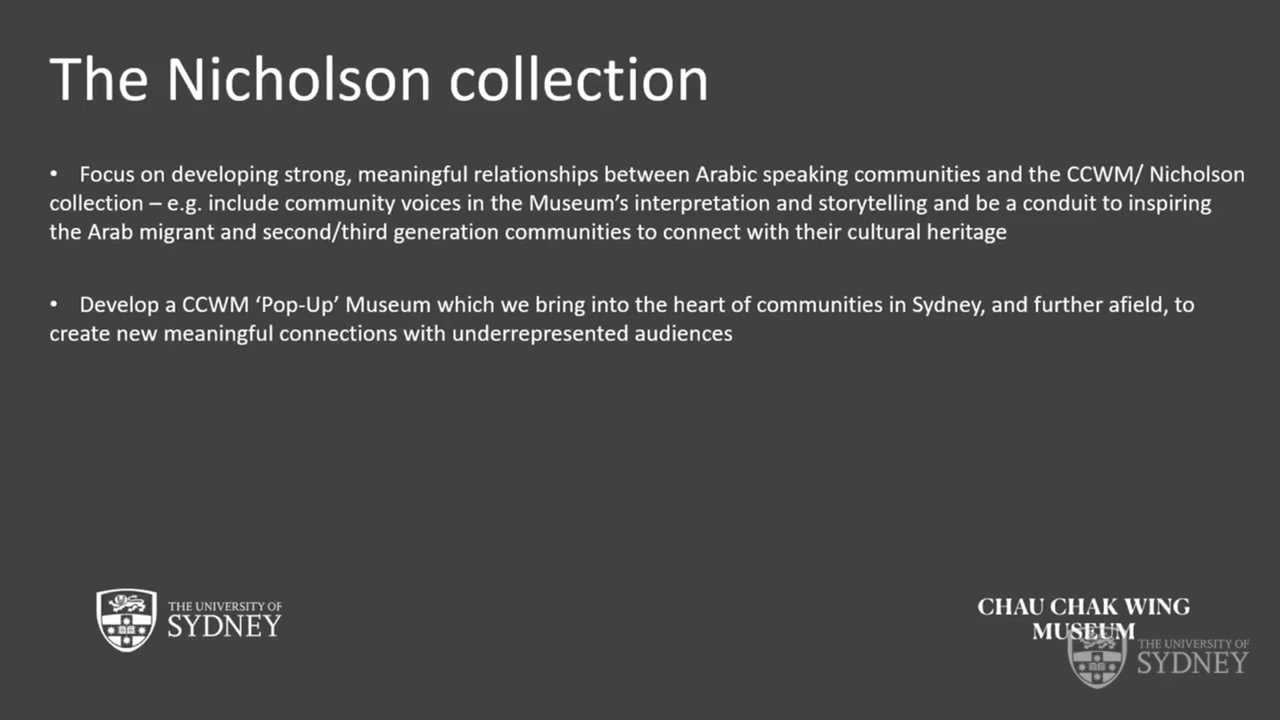 The Nicholson collection
• Focus on developing strong, meaningful relationships between Arabic speaking communities and the CCWM/ Nicholson
collection – e.g. include community voices in the Museum’s interpretation and storytelling and be a conduit to inspiring
the Arab migrant and second/third generation communities to connect with their cultural heritage
• Develop a CCWM ‘Pop-Up’ Museum which we bring into the heart of communities in Sydney, and further afield, to
create new meaningful connections with underrepresented audiences
THE UNIVERSITY OF
SYDNEY
CHAU CHAK WING
MUSEUM
THE UNIVERSITY OF
SYDNEY